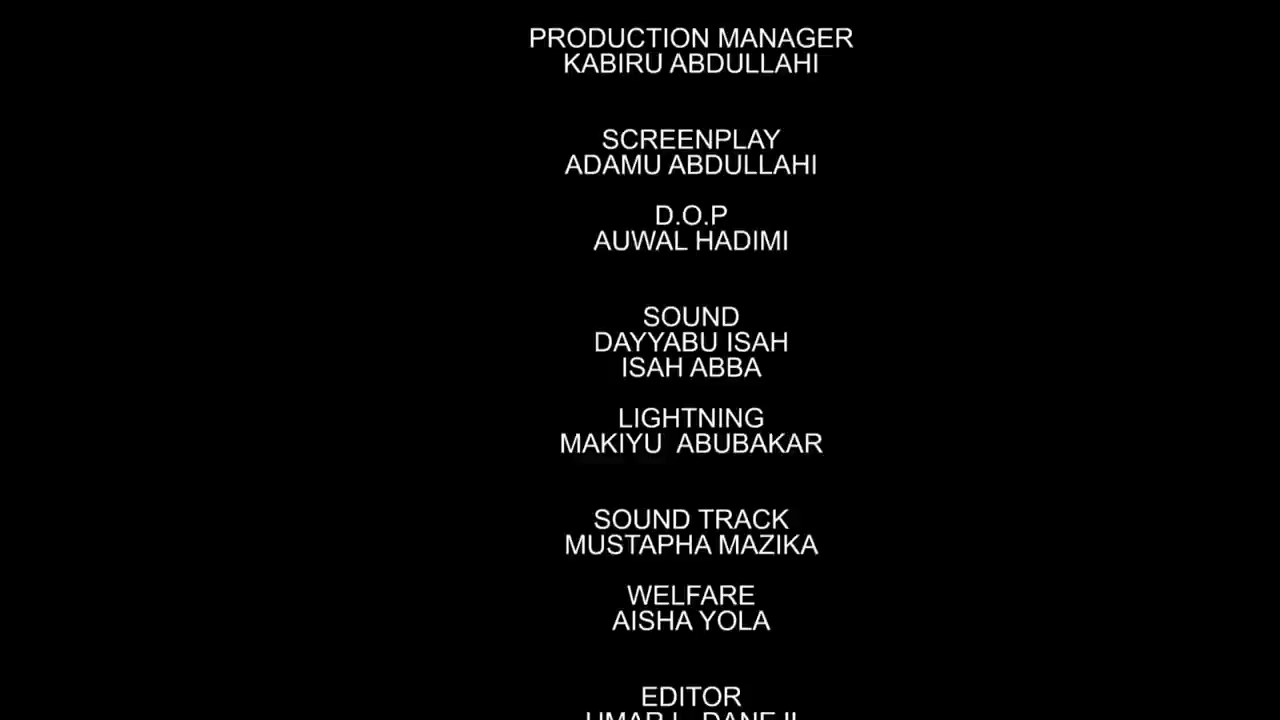 PRODUCTION MANAGER
KABIRU ABDULLAHI
SCREENPLAY
ADAMU ABDULLAHI
D.O.P
AUWAL HADIMI
SOUND
DAYYABU ISAH
ISAH ABBA
LIGHTNING
MAKIYU  ABUBAKAR
SOUND TRACK
MUSTAPHA MAZIKA
WELFARE
AISHA YOLA
EDITOR
UMAR